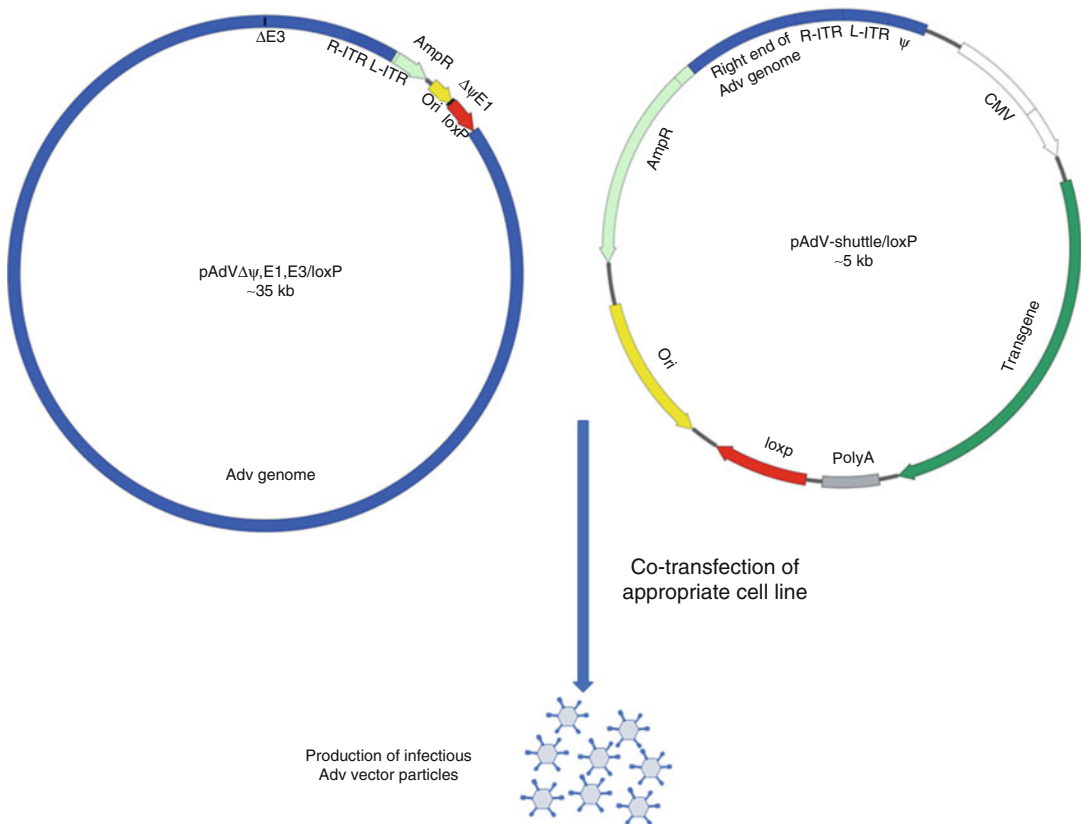 ΔE3
R-ITR L-ITR
AmpR
Ori
loxP
ΔψE1
pAdVΔψ,E1,E3/loxP
~35 kb
Adv genome
Right end of
Adv genome
R-ITR
L-ITR
ψ
CMV
AmpR
pAdV-shuttle/loxP
~5 kb
Transgene
Ori
loxp
PolyA
Co-transfection of
appropriate cell line
Production of infectious
Adv vector particles